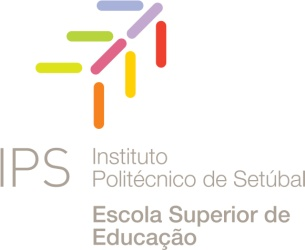 IPS Instituto
Politécnico de Setúbal
Escola Superior de
Educação